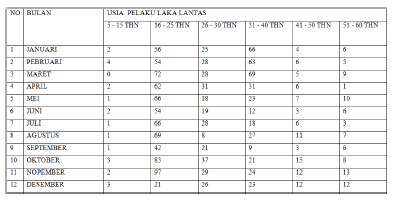 NO BULAN USIA PELAKU LAKA LANTAS
5 - 15 THN 16 - 25 THN 26 - 30 THN 31 - 40 THN 41 - 50 THN 51 - 60 THN
1 JANUARI 2 56 25 66 4 6
2 PEBRUARI 4 54 28 63 6 5
3 MARET 0 72 28 69 5 9
4 APRIL 2 62 31 31 6 1
5 MEI 1 66 18 23 7 10
6 JUNI 2 54 19 12 3 6
7 JULI 1 66 28 18 6 3
8 AGUSTUS 1 69 8 27 11 7
9 SEPTEMBER 1 42 21 9 3 6
10 OKTOBER 3 83 37 21 15 8
11 NOPEMBER 2 97 29 24 12 13
12 DESEMBER 3 21 26 23 12 12